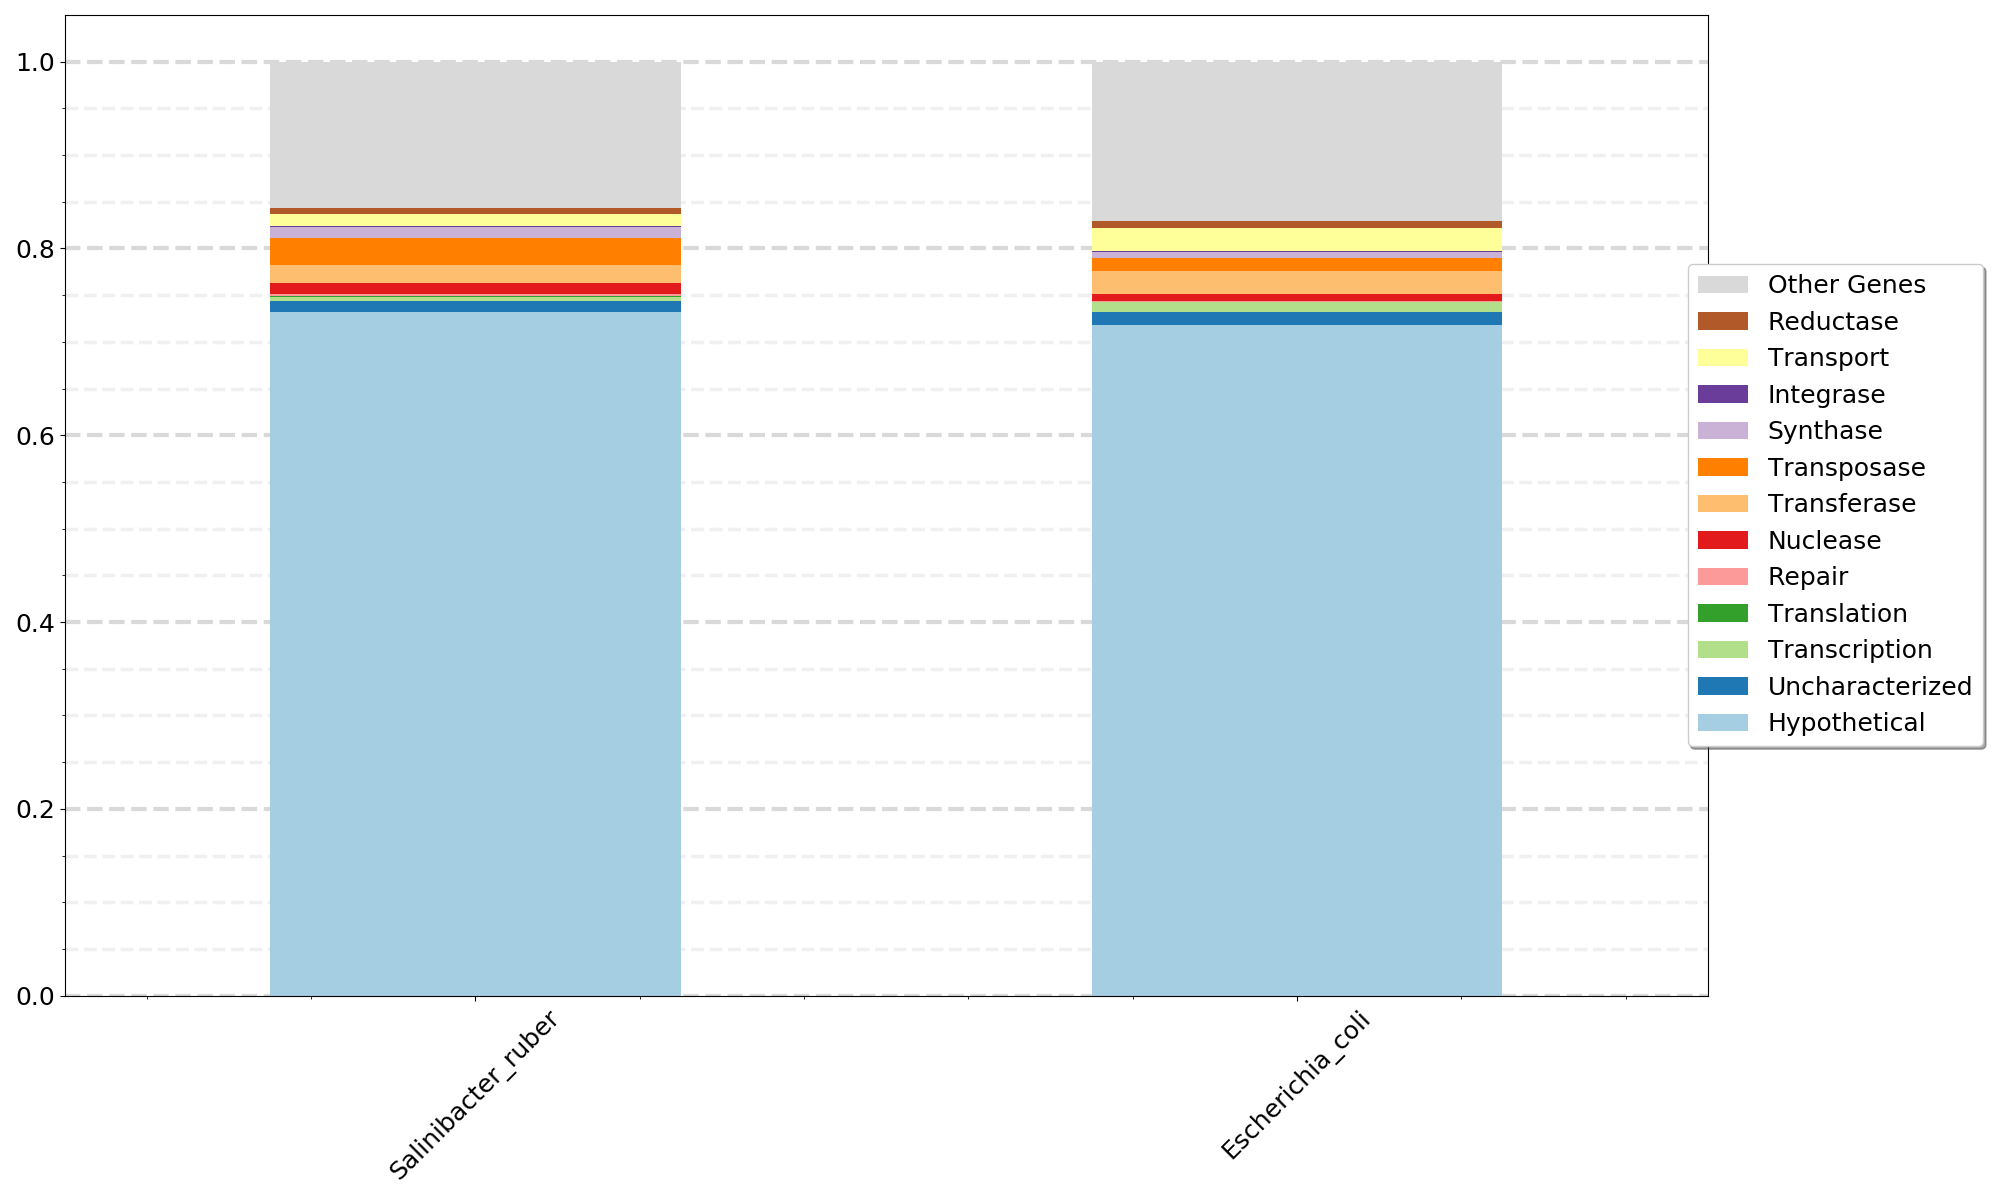 1.0
0.8
0.6
0.4
0.2
0.0
Salinibacter_ruber
Escherichia_coli
Other Genes
Reductase
Transport
Integrase
Synthase
Transposase
Transferase
Nuclease
Repair
Translation
Transcription
Uncharacterized
Hypothetical